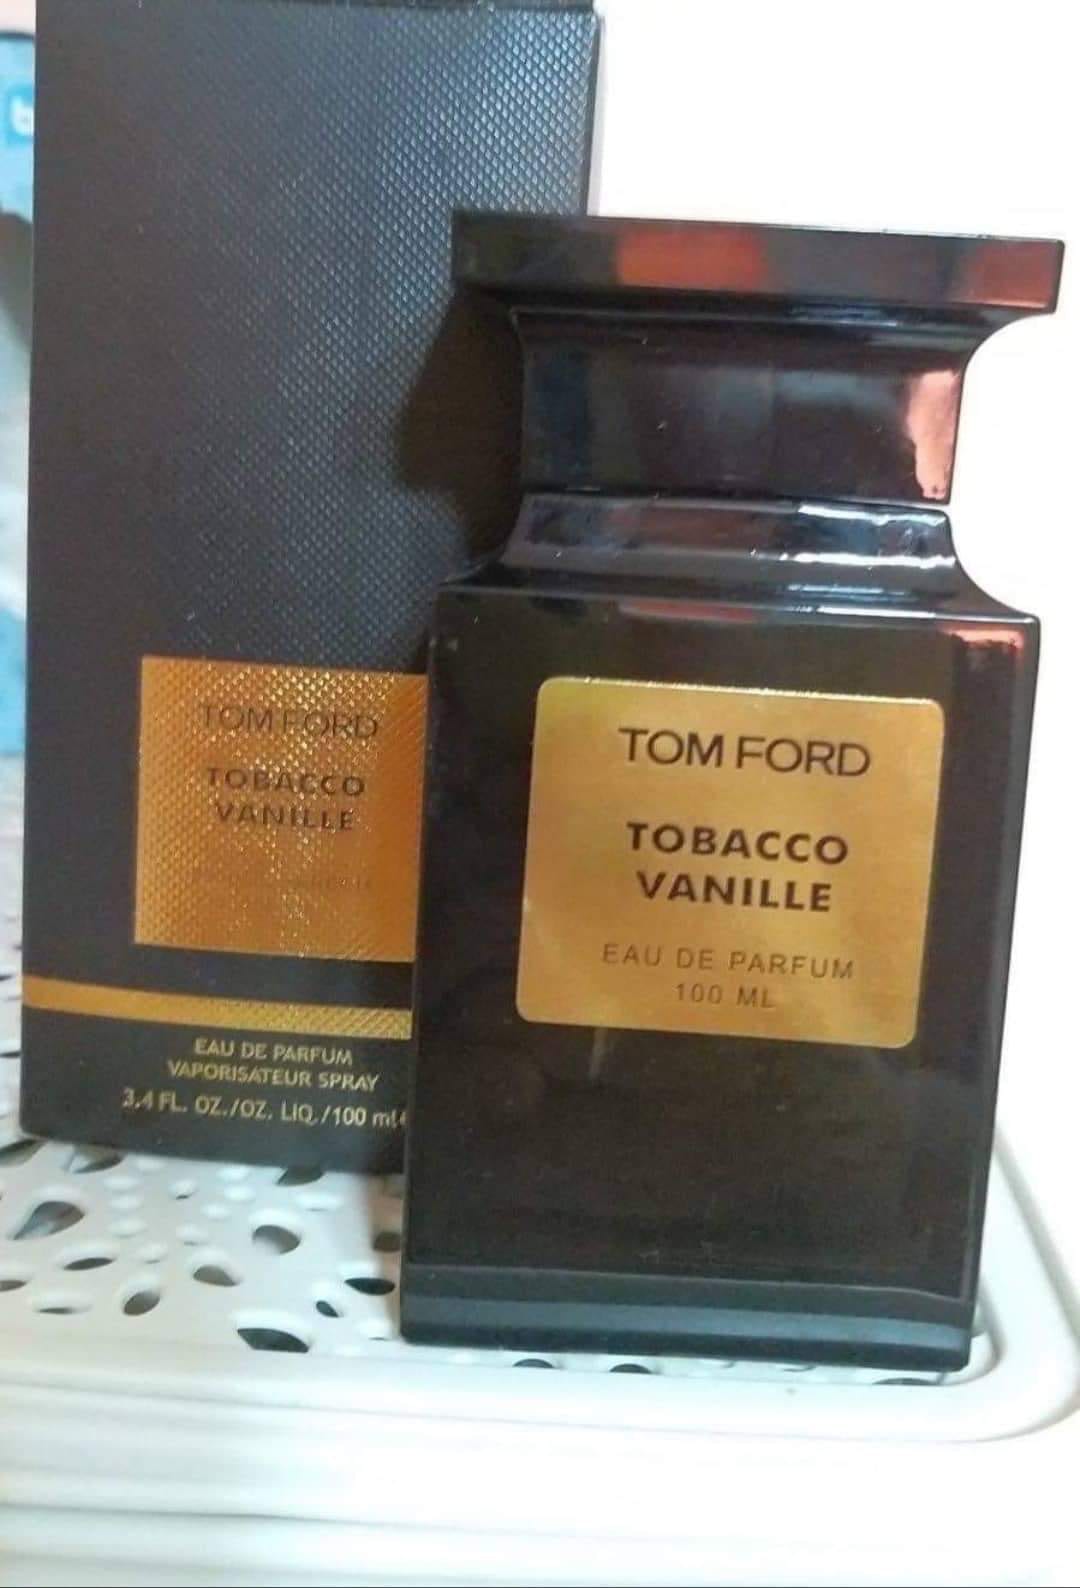 TOM FORD
TOBACCO
VANILLE
EAU DE PARFUM
VAPORISATEUR SPRAY
3.4 FL. OZ./OZ. LIQ./100 ml
TOM FORD
TOBACCO
VANILLE
EAU DE PARFUM
100 ML